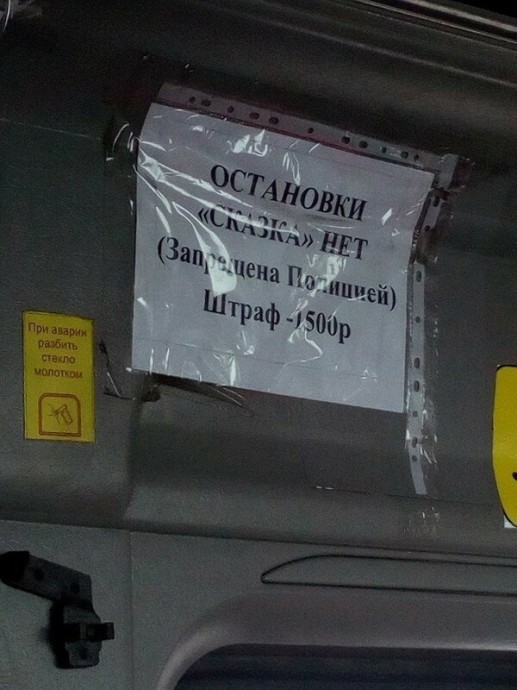 ОСТАНОВКИ
«СКАЗКА» НЕТ
(Запрещена Полицией)
Штраф -1500р
При аварии
разбить
стекло
молотком